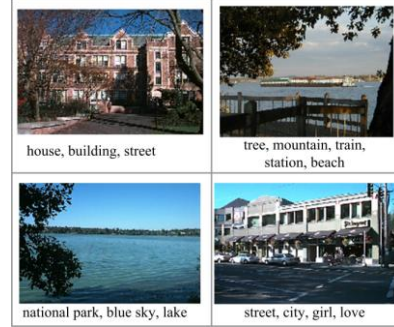 house, building, street
tree, mountain, train,
station, beach
national park, blue sky, lake
street, city, girl, love